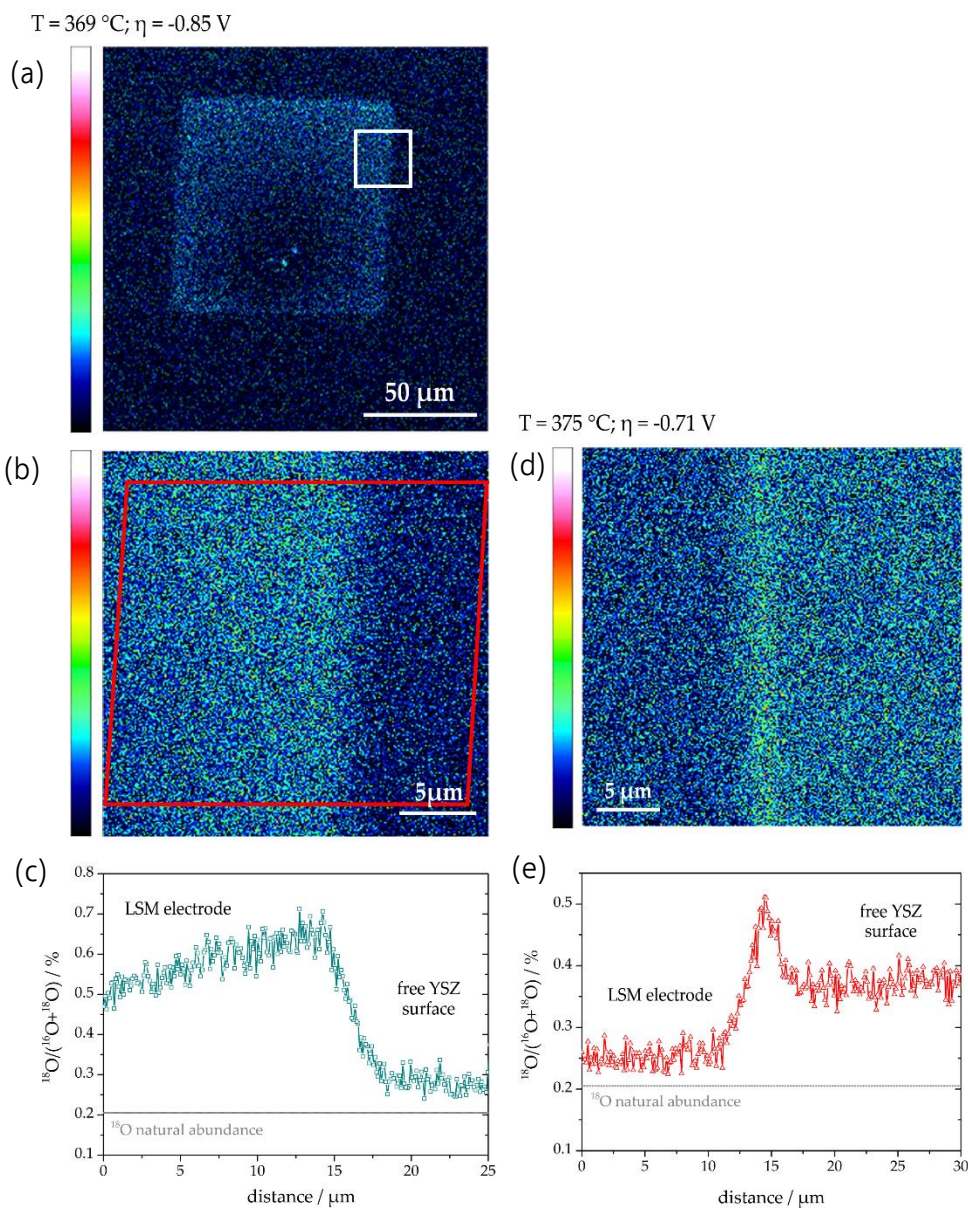 T = 369 °C; η = -0.85 V
(a)
50 µm
(b)
5µm
T = 375 °C; η = -0.71 V
(d)
5 µm
(c)
0.8
0.7
0.6
0.5
0.4
0.3
0.2
0.1
¹⁸O/(¹⁶O+¹⁸O) / %
LSM electrode
free YSZ
surface
¹⁸O natural abundance
0 5 10 15 20 25
distance / µm
(e)
0.5
0.4
0.3
0.2
0.1
¹⁸O/(¹⁶O+¹⁸O) / %
free YSZ
surface
LSM electrode
¹⁸O natural abundance
0 5 10 15 20 25 30
distance / µm